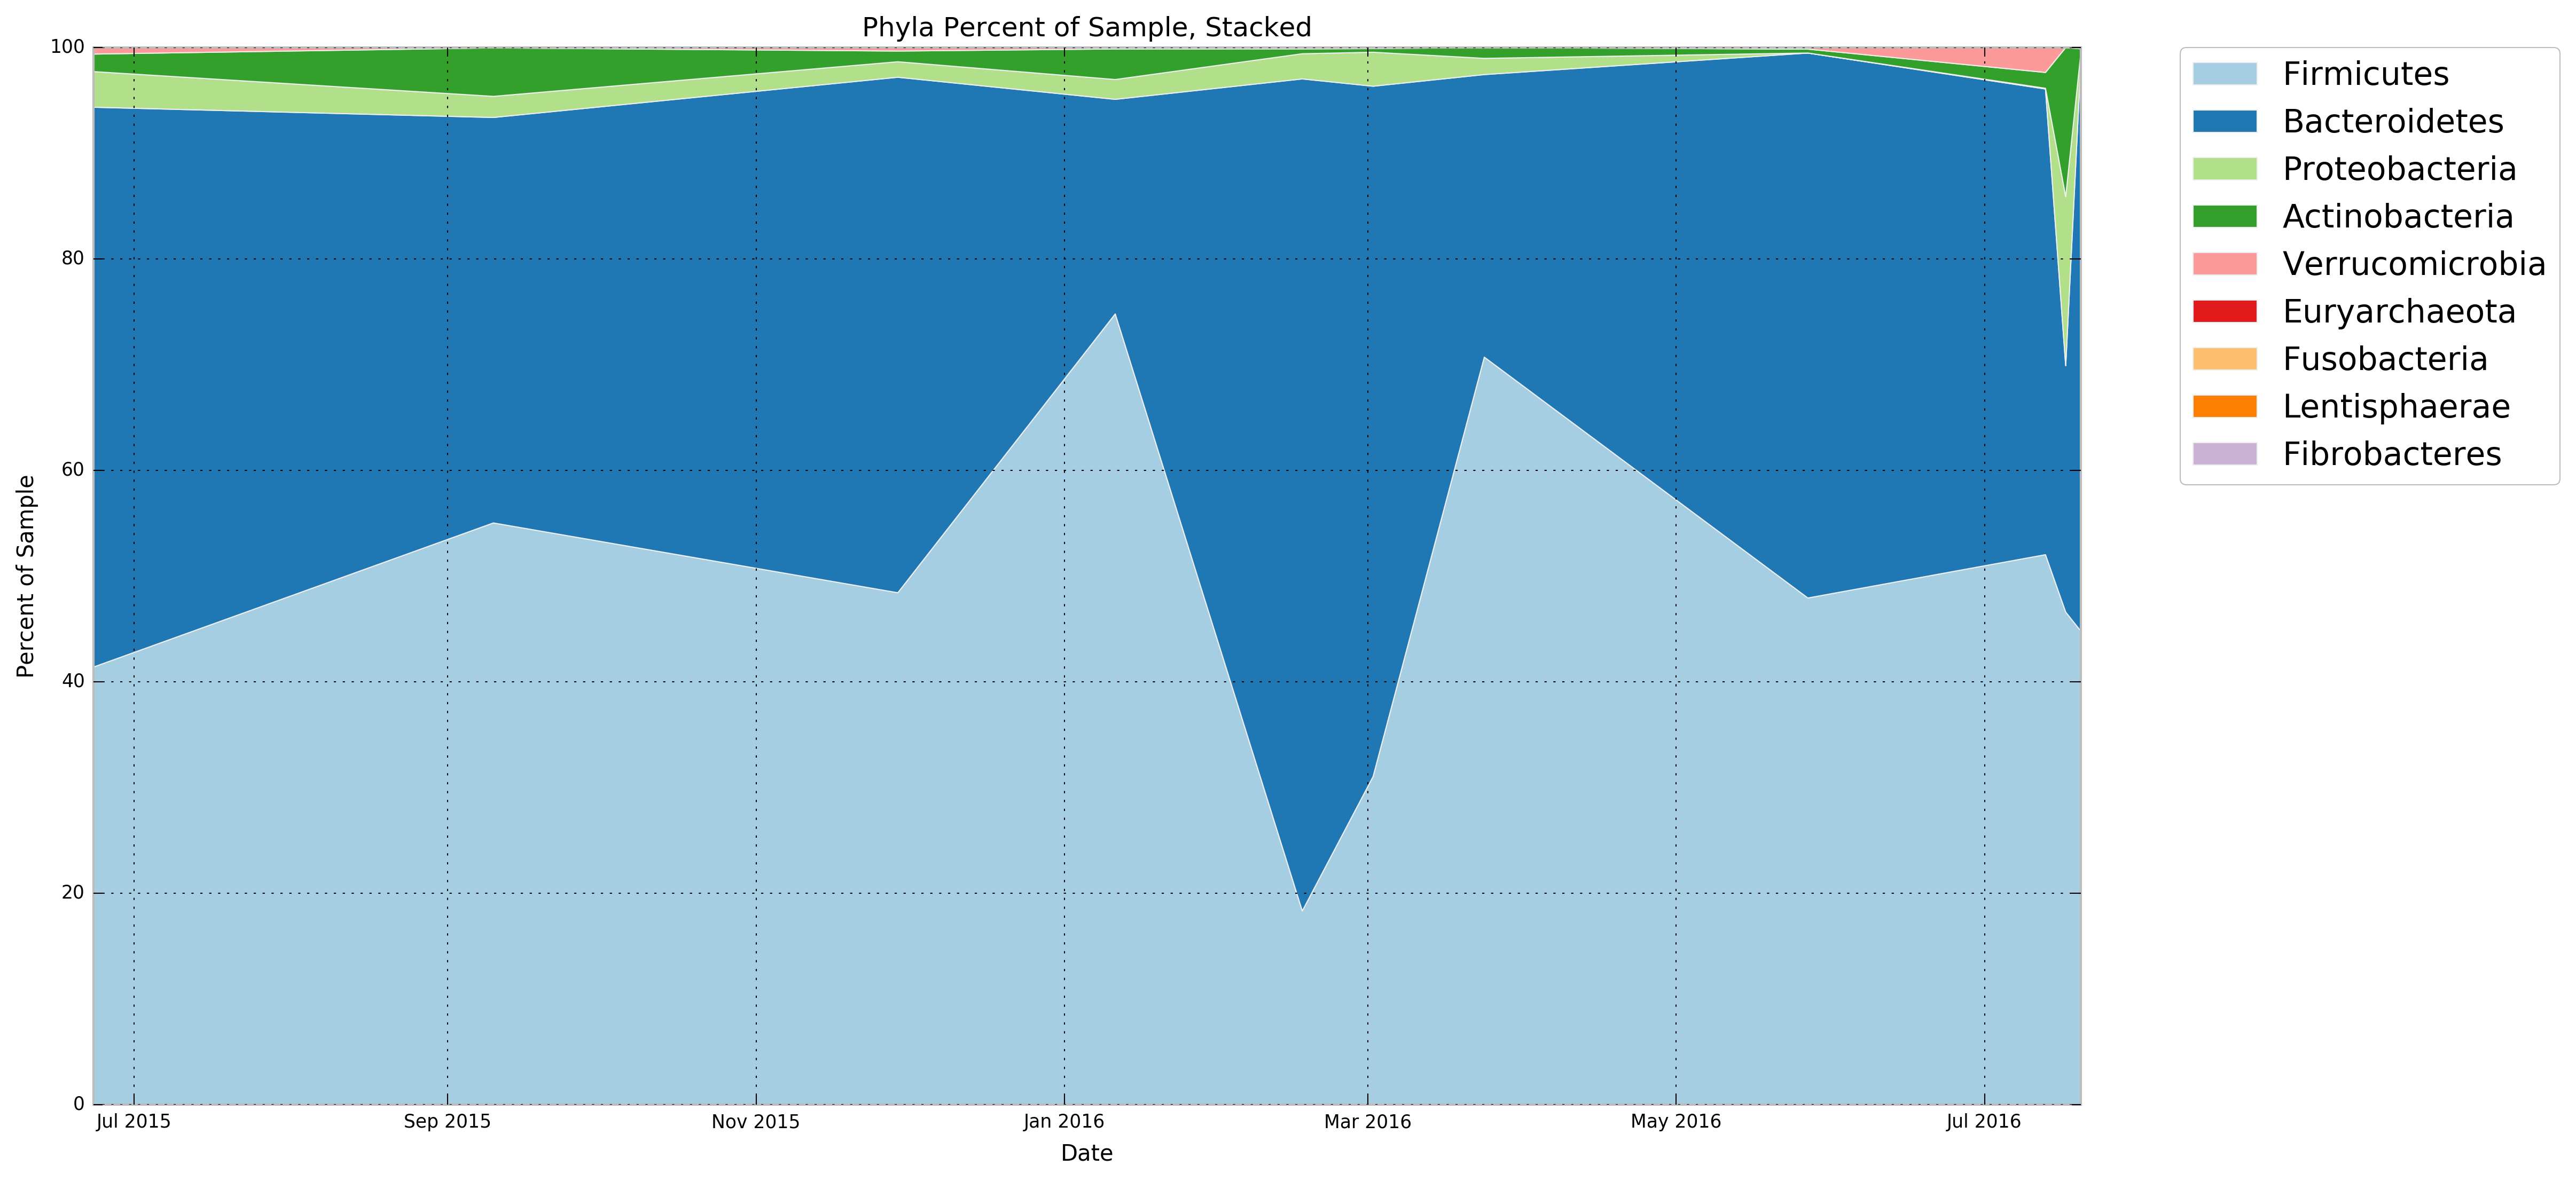 Phyla Percent of Sample, Stacked
100
80
60
40
20
0
Percent of Sample
Jul 2015
Sep 2015
Nov 2015
Jan 2016
Mar 2016
May 2016
Jul 2016
Date
Firmicutes
Bacteroidetes
Proteobacteria
Actinobacteria
Verrucomicrobia
Euryarchaeota
Fusobacteria
Lentisphaerae
Fibrobacteres